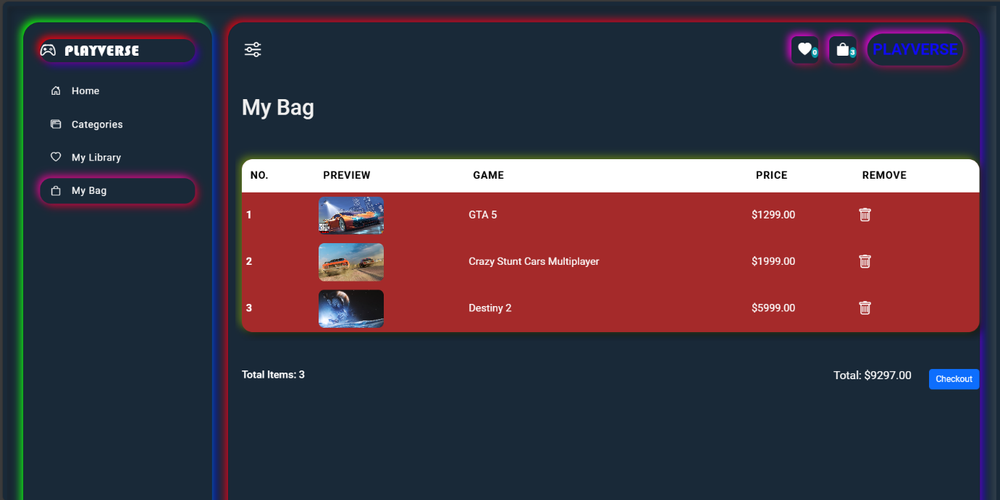 PLAYVERSE
Home
Categories
My Library
My Bag
0
3
PLAYVERSE
My Bag
NO. PREVIEW GAME PRICE REMOVE
1 GTA 5 $1299.00
2 Crazy Stunt Cars Multiplayer $1999.00
3 Destiny 2 $5999.00
Total Items: 3 Total: $9297.00 Checkout